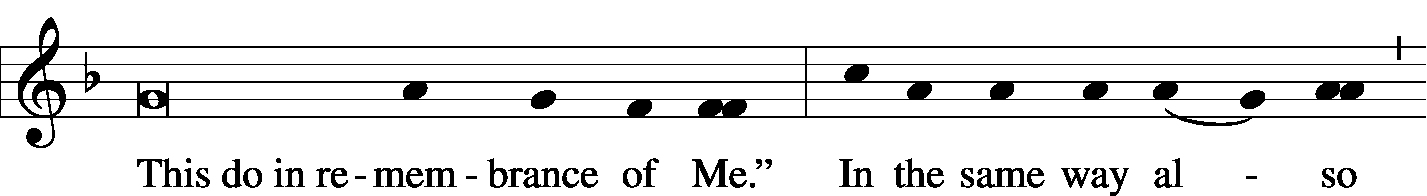 This do in re - mem - brance of Me.” In the same way al - so